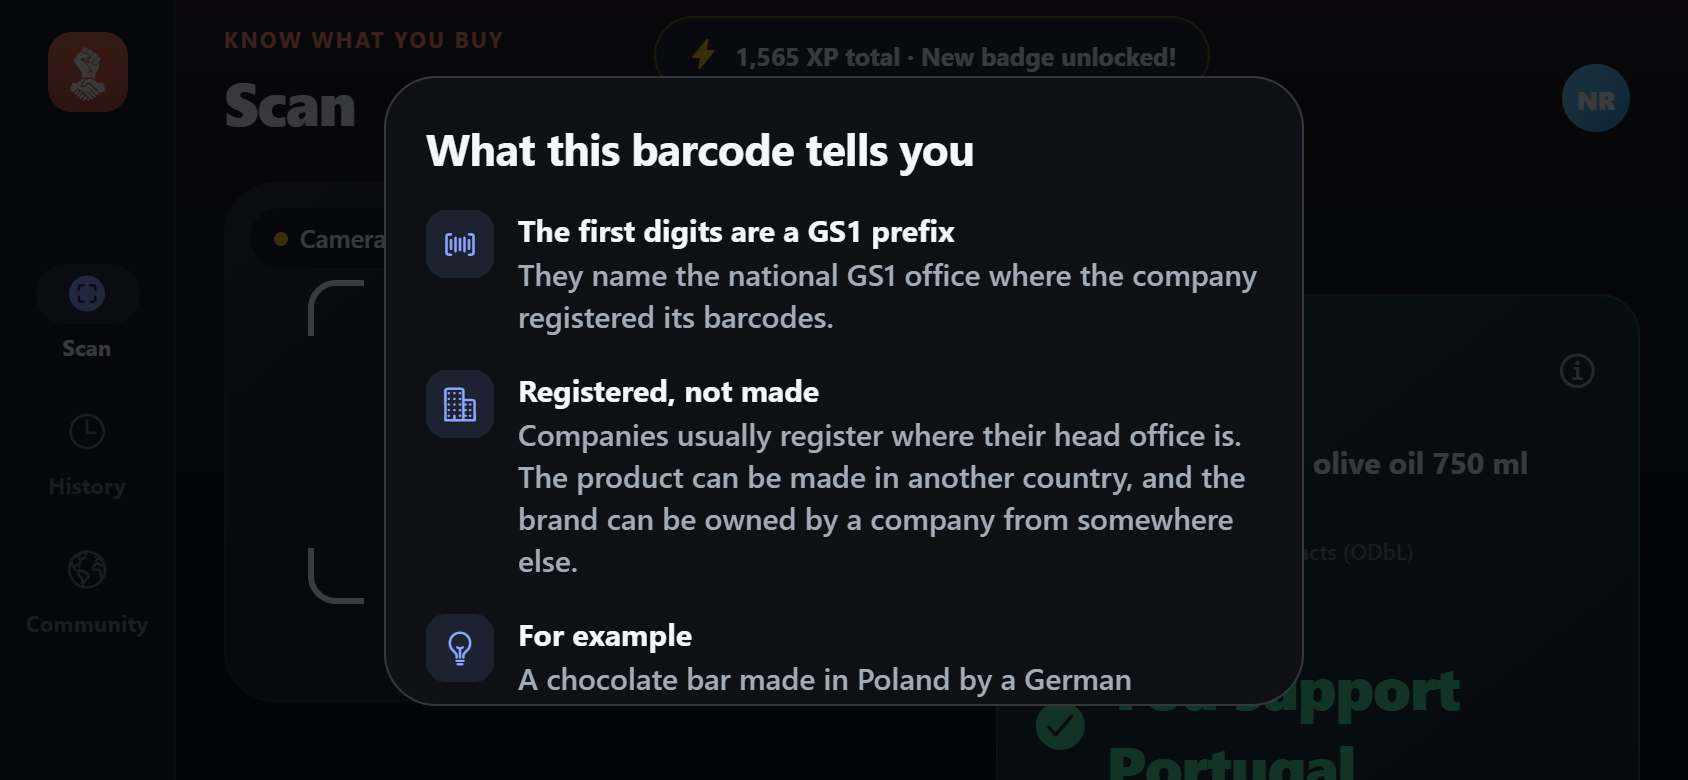 KNOW WHAT YOU BUY
Scan
1,565 XP total · New badge unlocked!
NR
Camera
Scan
History
Community
What this barcode tells you
The first digits are a GS1 prefix
They name the national GS1 office where the company
registered its barcodes.
Registered, not made
Companies usually register where their head office is.
The product can be made in another country, and the
brand can be owned by a company from somewhere
else.
For example
A chocolate bar made in Poland by a German
olive oil 750 ml
(ODbL)
You support
Portugal